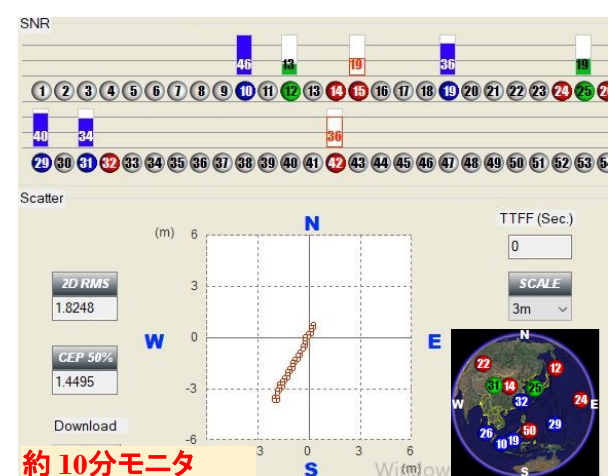 SNR
46 13 19 36 19
1 2 3 4 5 6 7 8 9 10 11 12 13 14 15 16 17 18 19 20 21 22 23 24 25
40 34 36
29 30 31 32 33 34 35 36 37 38 39 40 41 42 43 44 45 46 47 48 49 50 51 52 53
Scatter
TTFF (Sec.)
0
N
(m) 6
2D RMS
1.8248
3
SCALE
3m
W 0 E
CEP 50%
1.4495
-3
N
22 12
31 14 25
32 24
W E
26 10 19 50 29
S
Download
-6
3 0 3 6
S (m)
約 10分モニタ